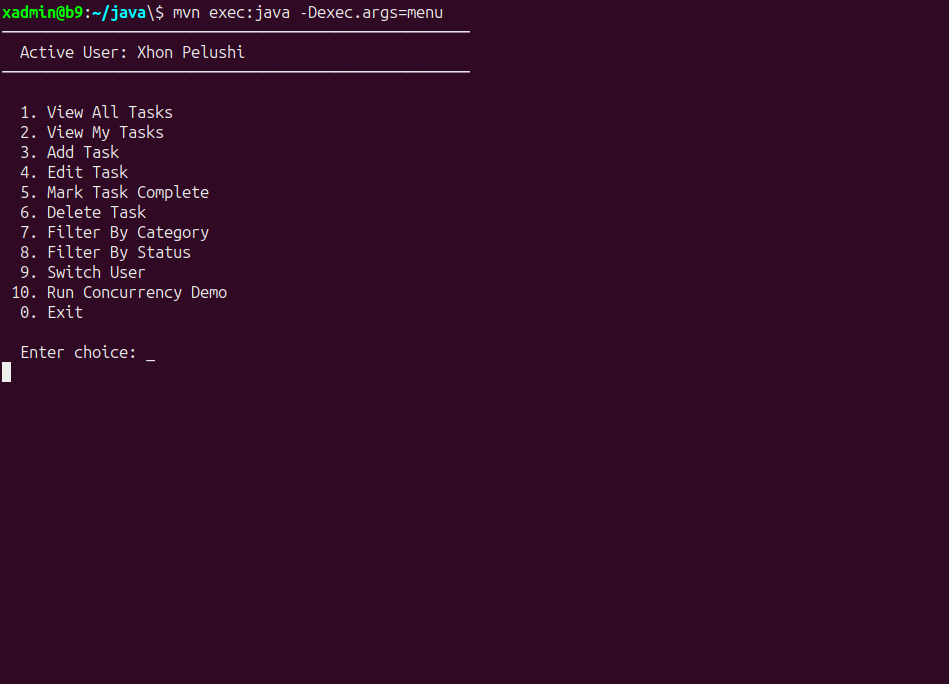 xadmin@b9:~/java\$ mvn exec:java -Dexec.args=menu
Active User: Xhon Pelushi
1. View All Tasks
2. View My Tasks
3. Add Task
4. Edit Task
5. Mark Task Complete
6. Delete Task
7. Filter By Category
8. Filter By Status
9. Switch User
10. Run Concurrency Demo
0. Exit
Enter choice: _